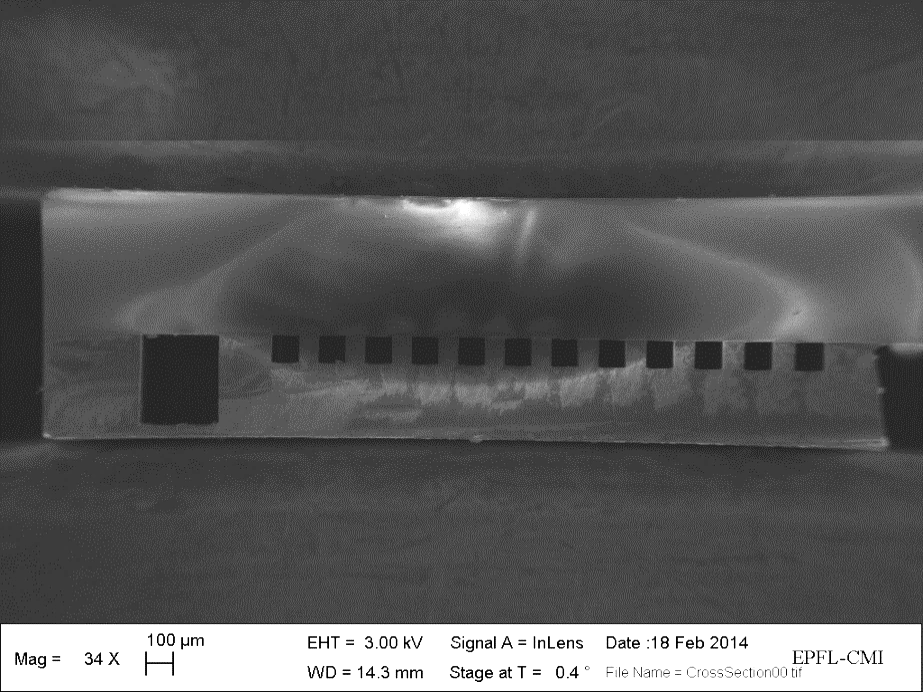 100 µm
Mag = 34 X
EHT = 3.00 kV Signal A = InLens Date :18 Feb 2014
WD = 14.3 mm Stage at T = 0.4 ° File Name = CrossSection00.tif
EPFL-CMI